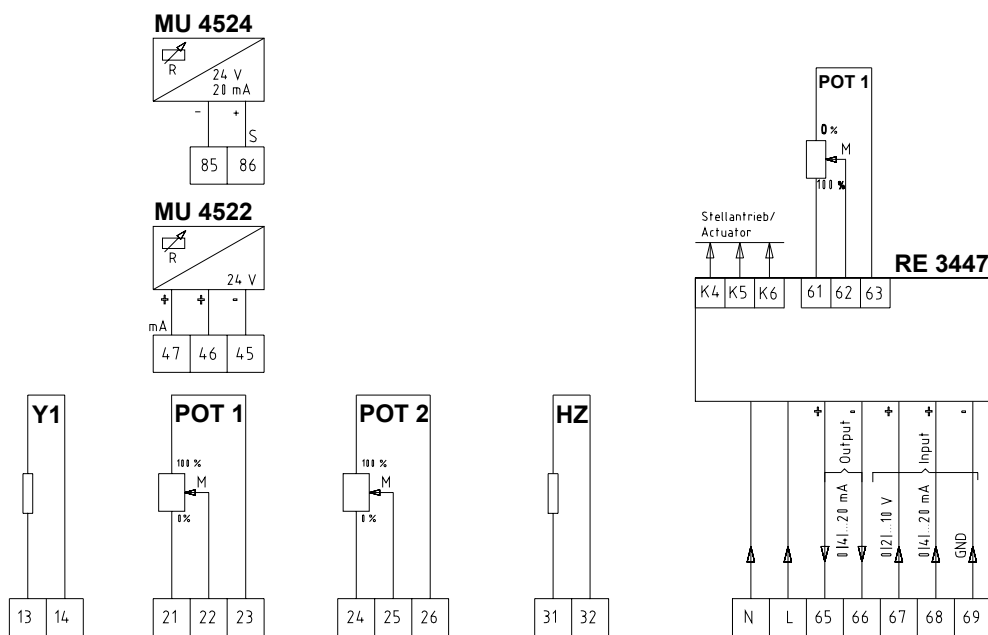 MU 4524
R
24 V
20 mA
- +
S
85 86
MU 4522
R
24 V
+ + -
mA
47 46 45
Y1
13 14
POT 1
100 %
M
0%
21 22 23
POT 2
100 %
M
0 %
24 25 26
HZ
31 32
POT 1
0 %
M
100 %
Stellantrieb/
Actuator
RE 3447
K4 K5 K6 61 62 63
+ - + + -
0(4)...20 mA
Output
0(2)...10 V
0(4)...20 mA
Input
GND
N L 65 66 67 68 69